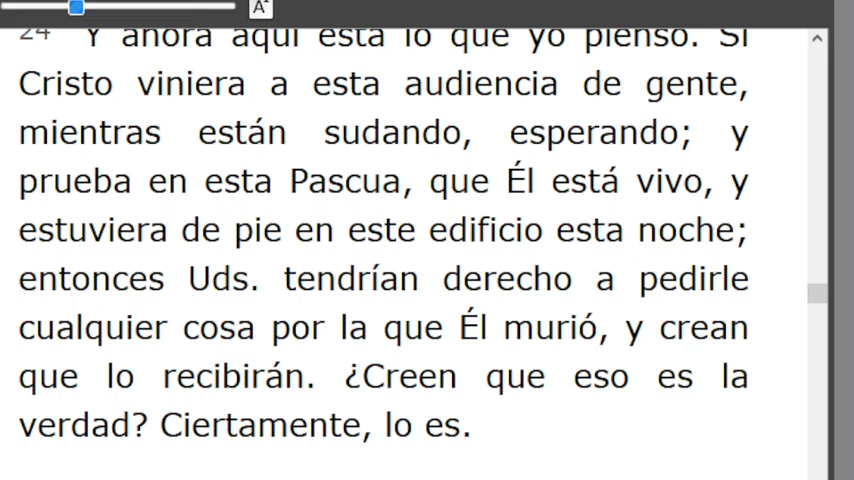 A
24 Y ahora aquí está lo que yo pienso. Si
Cristo viniera a esta audiencia de gente,
mientras están sudando, esperando; y
prueba en esta Pascua, que Él está vivo, y
estuviera de pie en este edificio esta noche;
entonces Uds. tendrían derecho a pedirle
cualquier cosa por la que Él murió, y crean
que lo recibirán. ¿Creen que eso es la
verdad? Ciertamente, lo es.